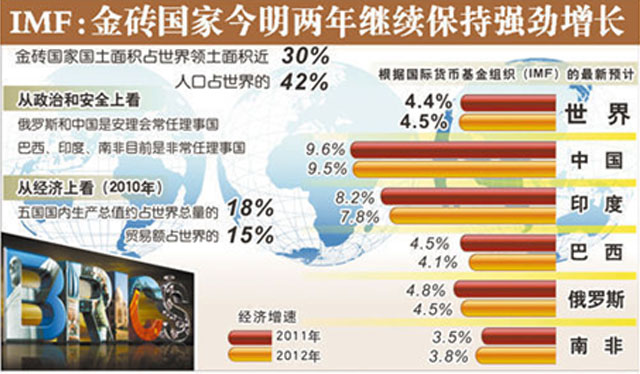 IMF:金砖国家今明两年继续保持强劲增长
金砖国家国土面积占世界领土面积近 30%
人口占世界的 42%
从政治和安全上看
俄罗斯和中国是安理会常任理事国
巴西、印度、南非目前是非常任理事国
从经济上看(2010年)
五国国内生产总值约占世界总量的 18%
贸易额占世界的 15%
BRICS
根据国际货币基金组织(IMF)的最新预计
4.4%
4.5%
世界
9.6%
9.5%
中国
8.2%
7.8%
印度
4.5%
4.1%
巴西
4.8%
4.5%
俄罗斯
3.5%
3.8%
南非
经济增速
2011年
2012年